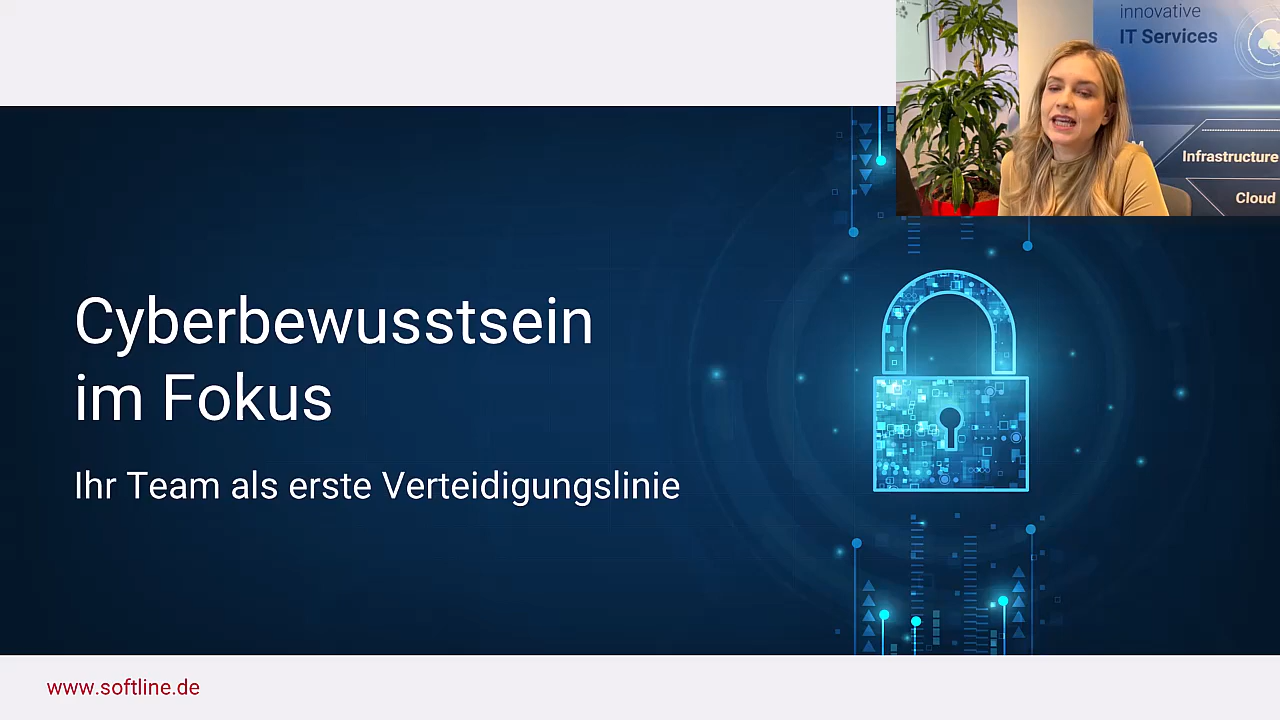 innovative
IT Services
M
Infrastructure
Cloud
Cyberbewusstsein
im Fokus
Ihr Team als erste Verteidigungslinie
www.softline.de